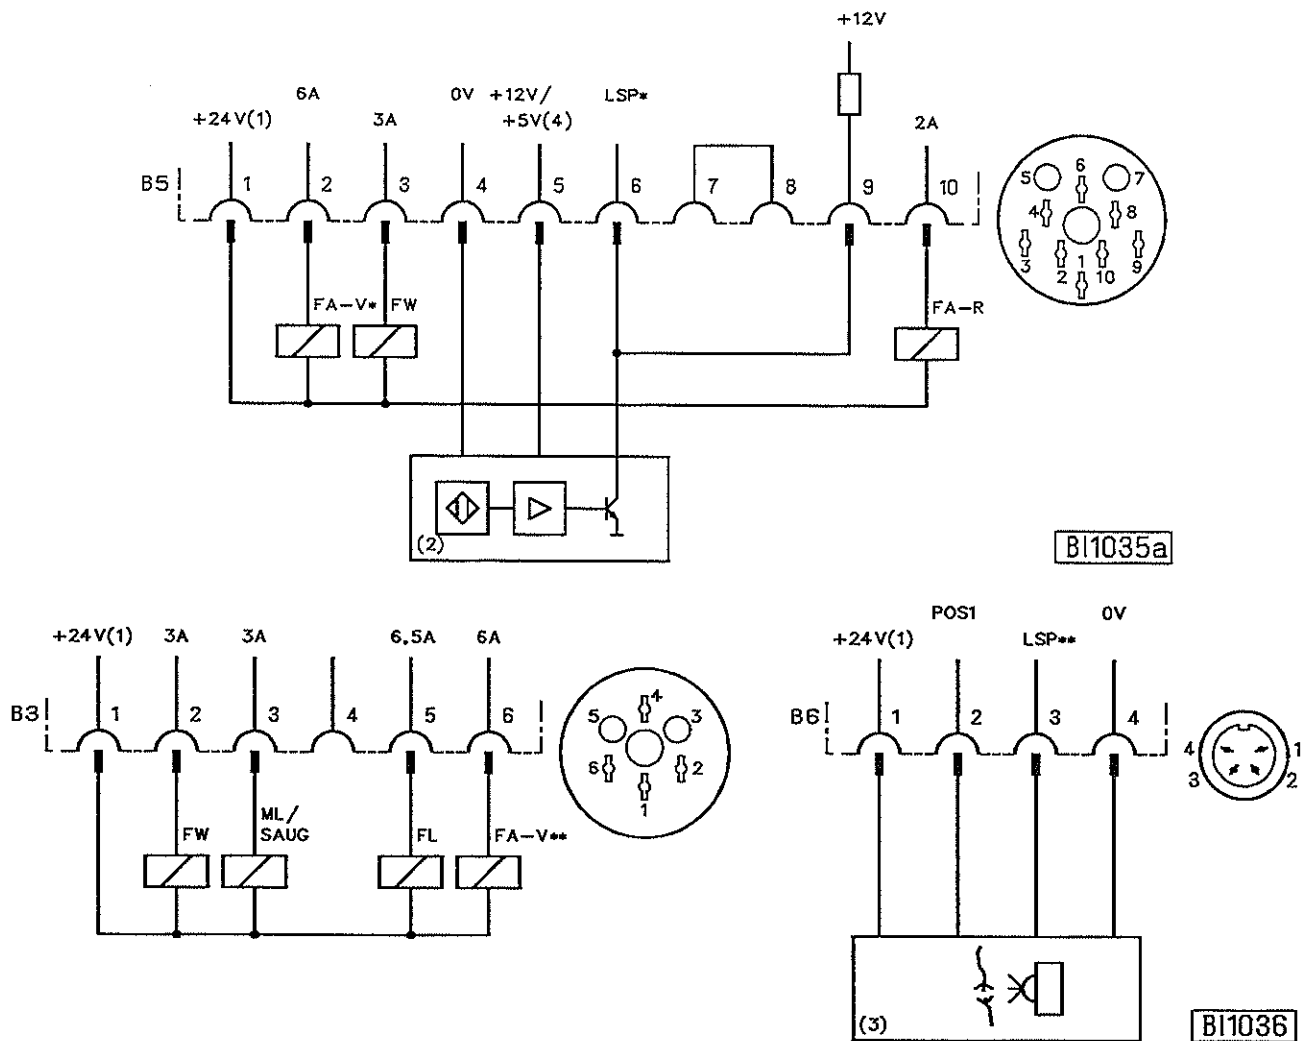 +12V
6A 0V +12V/ LSP*
+24V(1) 3A +5V(4) 2A
B5 1 2 3 4 5 6 7 8 9 10
FA-V* FW FA-R
(2)
6
5 7
4 8
3 2 1 10 9
BI1035a
+24V(1) 3A 3A 6.5A 6A
B3 1 2 3 4 5 6
FW ML/ FL FA-V**
SAUG
4
5 3
6 2
1
POS1 0V
+24V(1) LSP**
B6 1 2 3 4
(3)
4 1
3 2
BI1036